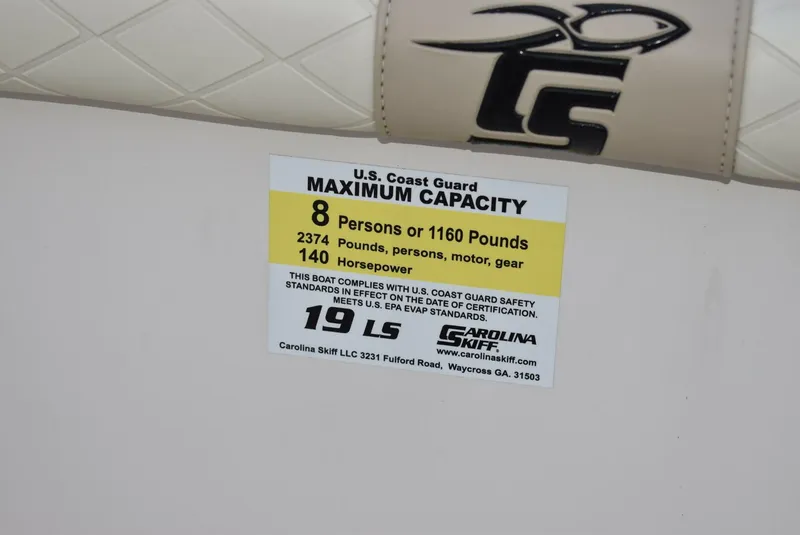 CS
U.S. Coast Guard
MAXIMUM CAPACITY
8 Persons or 1160 Pounds
2374 Pounds, persons, motor, gear
140 Horsepower
THIS BOAT COMPLIES WITH U.S. COAST GUARD SAFETY
STANDARDS IN EFFECT ON THE DATE OF CERTIFICATION.
MEETS U.S. EPA EVAP STANDARDS.
19 LS CAROLINA SKIFF
www.carolinaskiff.com
Carolina Skiff LLC 3231 Fulford Road, Waycross GA. 31503